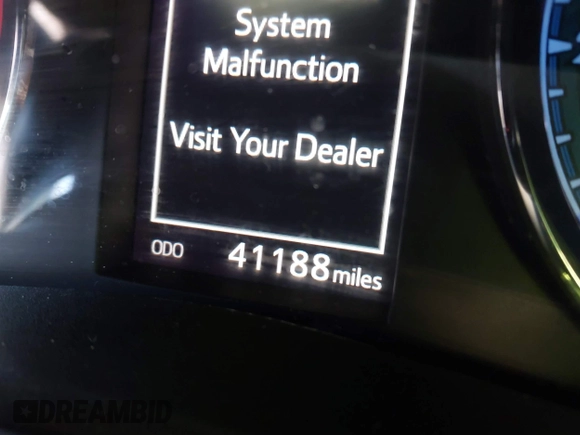 System
Malfunction
Visit Your Dealer
ODO 41188 miles
DREAMBID